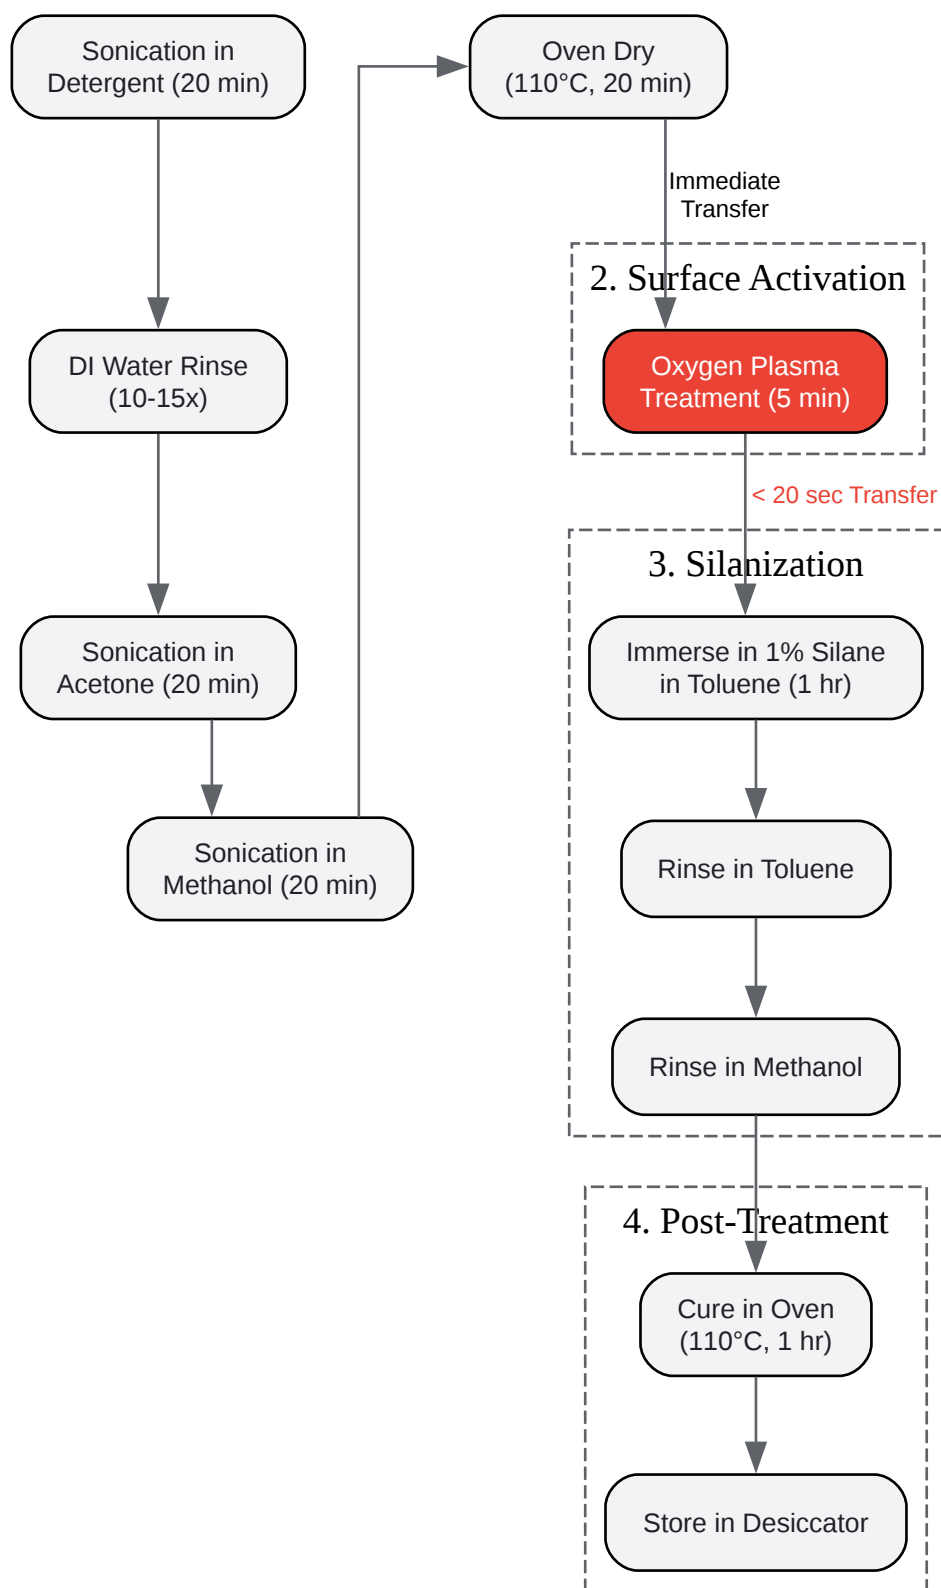 Sonication in
Detergent (20 min)
DI Water Rinse
(10-15x)
Sonication in
Acetone (20 min)
Sonication in
Methanol (20 min)
Oven Dry
(110°C, 20 min)
Immediate
Transfer
2. Surface Activation
Oxygen Plasma
Treatment (5 min)
< 20 sec Transfer
3. Silanization
Immerse in 1% Silane
in Toluene (1 hr)
Rinse in Toluene
Rinse in Methanol
4. Post-Treatment
Cure in Oven
(110°C, 1 hr)
Store in Desiccator